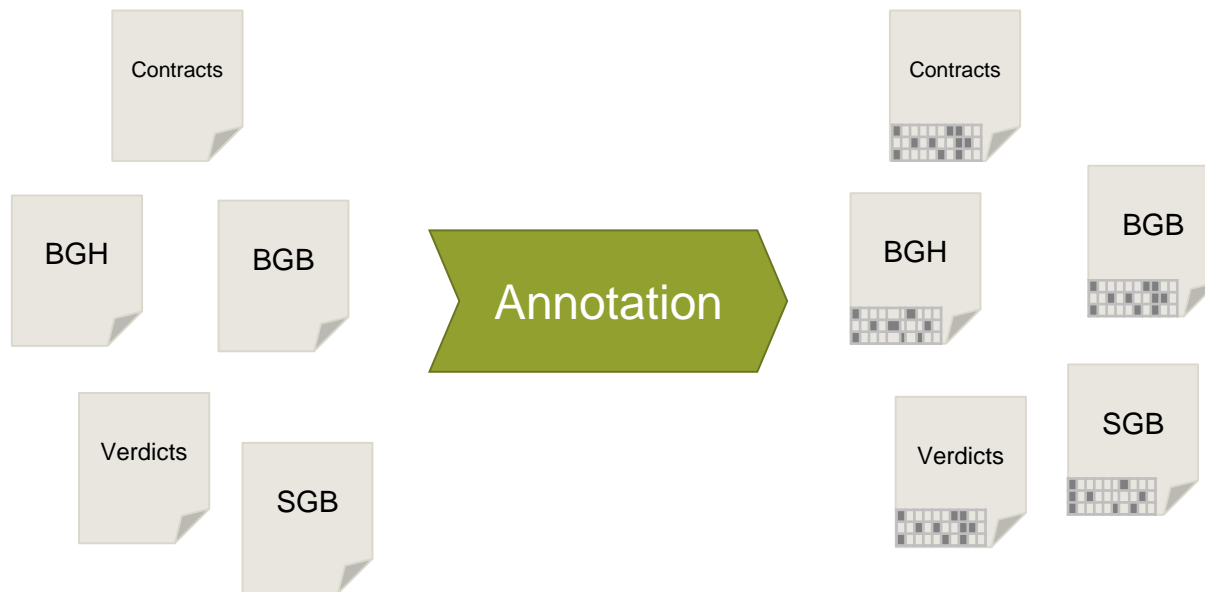 Contracts
BGH
BGB
Verdicts
SGB
Annotation
Contracts
BGH
BGB
Verdicts
SGB